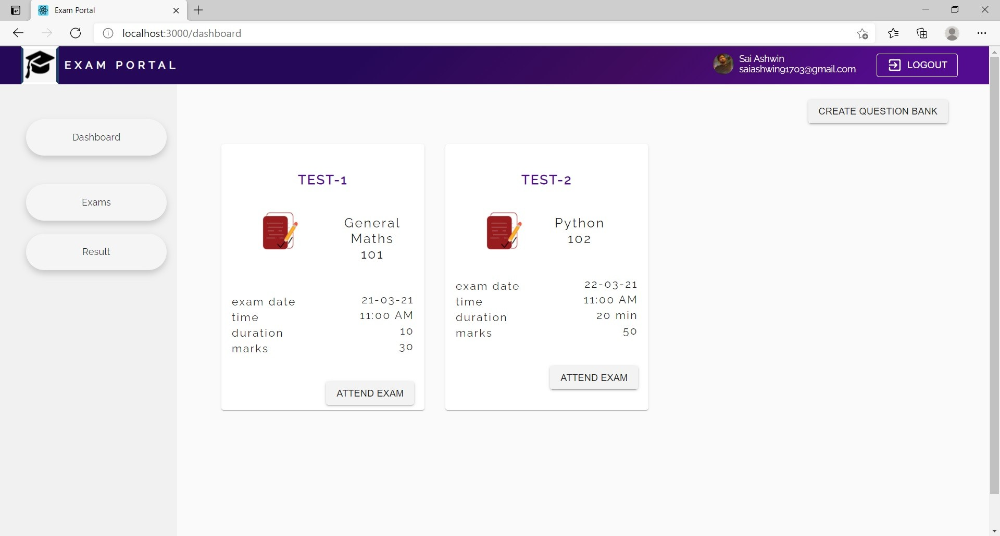 Exam Portal
localhost:3000/dashboard
EXAM PORTAL
Sai Ashwin
saiashwin91703@gmail.com
LOGOUT
Dashboard
Exams
Result
CREATE QUESTION BANK
TEST-1
General
Maths
101
exam date 21-03-21
time 11:00 AM
duration 10
marks 30
ATTEND EXAM
TEST-2
Python
102
exam date 22-03-21
time 11:00 AM
duration 20 min
marks 50
ATTEND EXAM